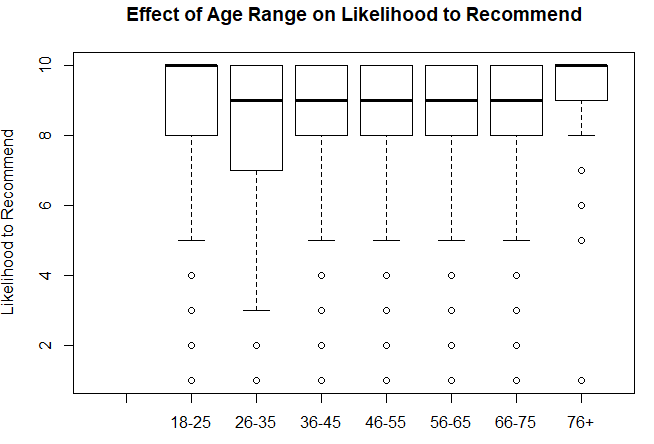 Effect of Age Range on Likelihood to Recommend
Likelihood to Recommend
10
8
6
4
2
18-25 26-35 36-45 46-55 56-65 66-75 76+